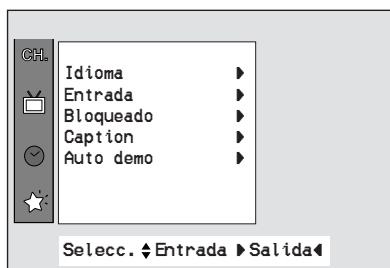 CH.
Idioma
Entrada
Bloqueado
Caption
Auto demo
Selecc. Entrada Salida